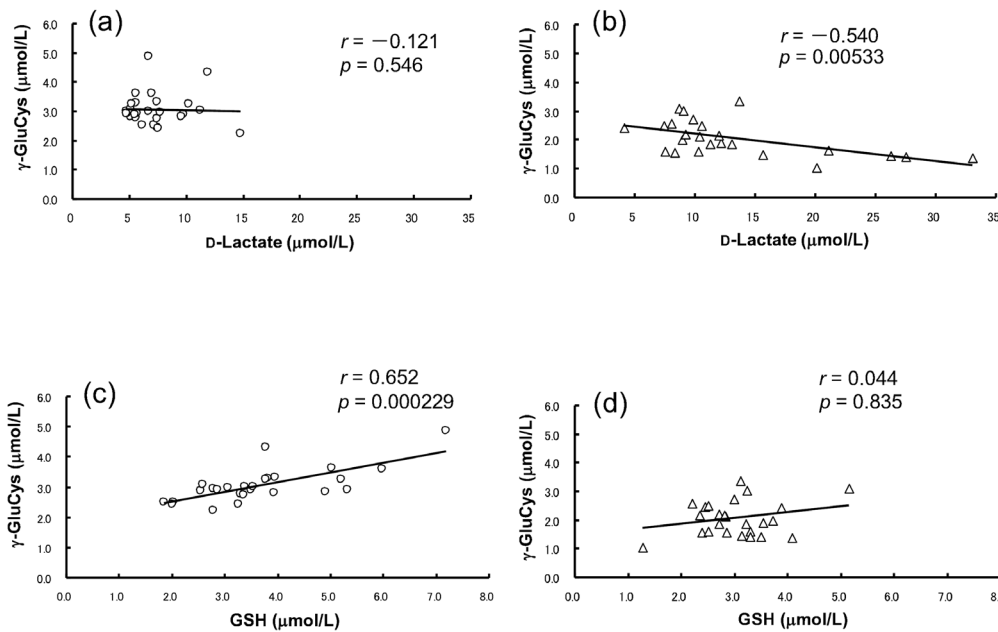 (a)
r = −0.121
p = 0.546
γ-GluCys (μmol/L)
6.0
5.0
4.0
3.0
2.0
1.0
0.0
0 5 10 15 20 25 30 35
D-Lactate (μmol/L)
(b)
r = −0.540
p = 0.00533
γ-GluCys (μmol/L)
6.0
5.0
4.0
3.0
2.0
1.0
0.0
0 5 10 15 20 25 30 35
D-Lactate (μmol/L)
(c)
r = 0.652
p = 0.000229
γ-GluCys (μmol/L)
6.0
5.0
4.0
3.0
2.0
1.0
0.0
0.0 1.0 2.0 3.0 4.0 5.0 6.0 7.0 8.0
GSH (μmol/L)
(d)
r = 0.044
p = 0.835
γ-GluCys (μmol/L)
6.0
5.0
4.0
3.0
2.0
1.0
0.0
0.0 1.0 2.0 3.0 4.0 5.0 6.0 7.0 8.0
GSH (μmol/L)